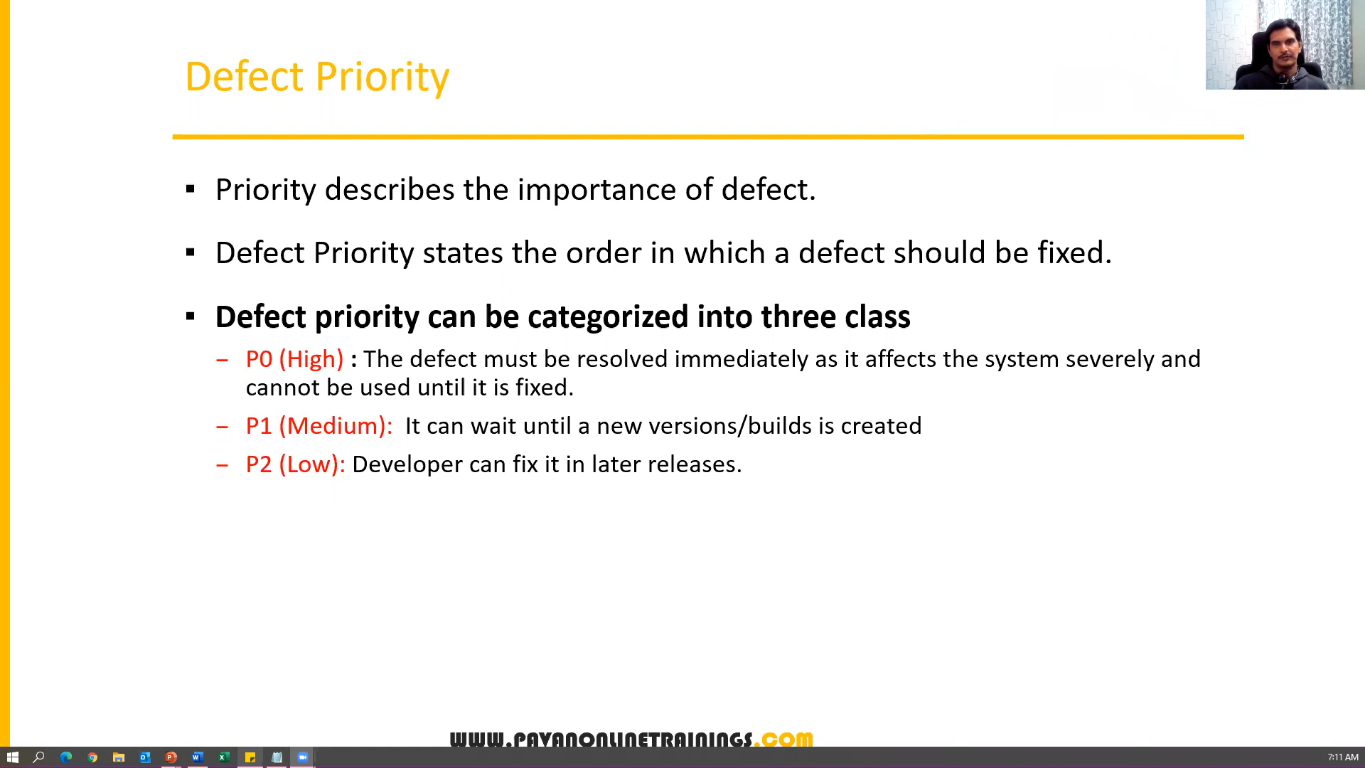 Defect Priority
▪ Priority describes the importance of defect.
▪ Defect Priority states the order in which a defect should be fixed.
▪ Defect priority can be categorized into three class
– P0 (High) : The defect must be resolved immediately as it affects the system severely and
cannot be used until it is fixed.
– P1 (Medium): It can wait until a new versions/builds is created
– P2 (Low): Developer can fix it in later releases.
WWW.PAVANONLINETRAININGS.COM
7:11 AM